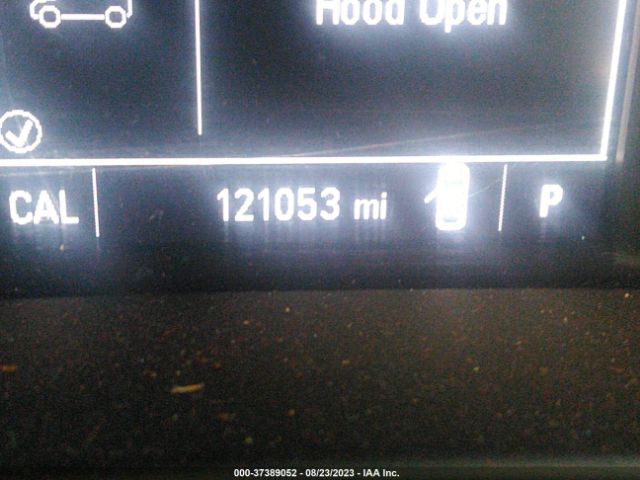 Hood Open
CAL
121053 mi
P
000-37389052 - 08/23/2023 - IAA Inc.